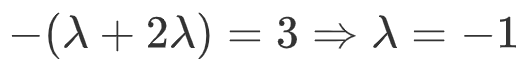 −(λ + 2λ) = 3 ⇒ λ = −1